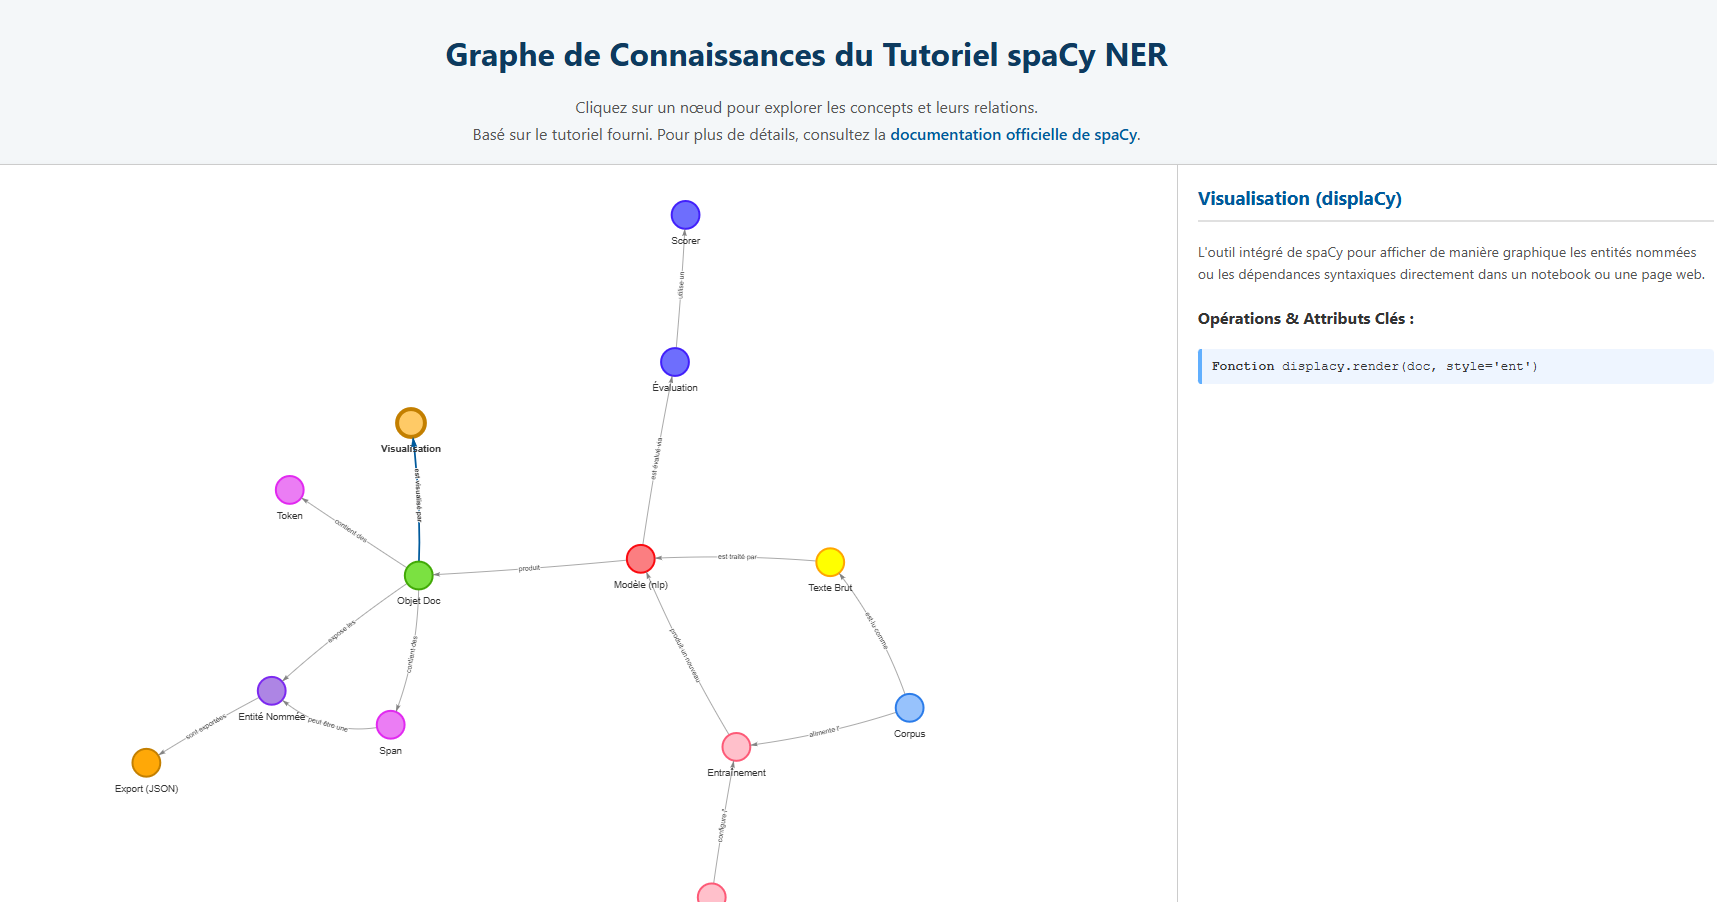 Graphe de Connaissances du Tutoriel spaCy NER
Cliquez sur un nœud pour explorer les concepts et leurs relations.
Basé sur le tutoriel fourni. Pour plus de détails, consultez la documentation officielle de spaCy.
Scorer
utilise un
Évaluation
est évalué via
Visualisation
est visualisé par
Token
contient des
Objet Doc
produit
Modèle (nlp)
est traité par
Texte Brut
expose les
contient des
produit un nouveau
est lu comme
Entité Nommée
peut être une
Span
sont exportées
Export (JSON)
Corpus
alimente l'
Entraînement
configure l'
Visualisation (displaCy)
L'outil intégré de spaCy pour afficher de manière graphique les entités nommées
ou les dépendances syntaxiques directement dans un notebook ou une page web.
Opérations & Attributs Clés :
Fonction displacy.render(doc, style='ent')